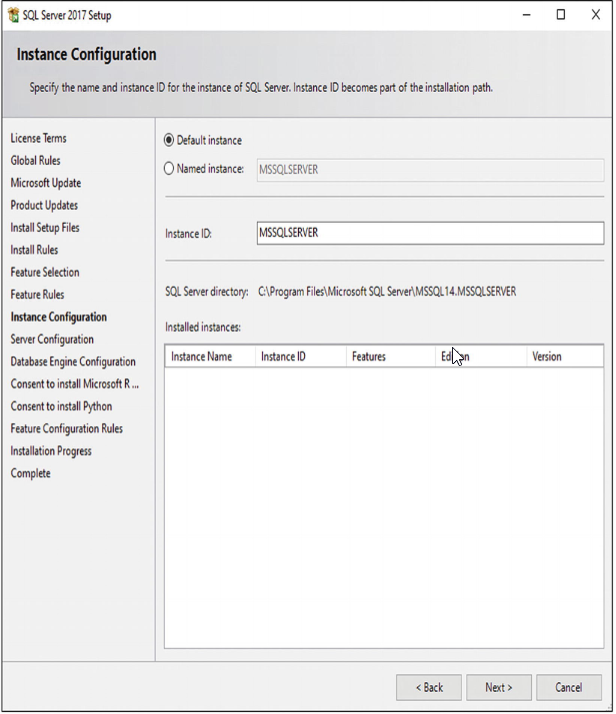 SQL Server 2017 Setup
Instance Configuration
Specify the name and instance ID for the instance of SQL Server. Instance ID becomes part of the installation path.
License Terms
Global Rules
Microsoft Update
Product Updates
Install Setup Files
Install Rules
Feature Selection
Feature Rules
Instance Configuration
Server Configuration
Database Engine Configuration
Consent to install Microsoft R ...
Consent to install Python
Feature Configuration Rules
Installation Progress
Complete
Default instance
Named instance: MSSQLSERVER
Instance ID: MSSQLSERVER
SQL Server directory: C:\Program Files\Microsoft SQL Server\MSSQL14.MSSQLSERVER
Installed instances:
Instance Name Instance ID Features Edition Version
< Back Next > Cancel